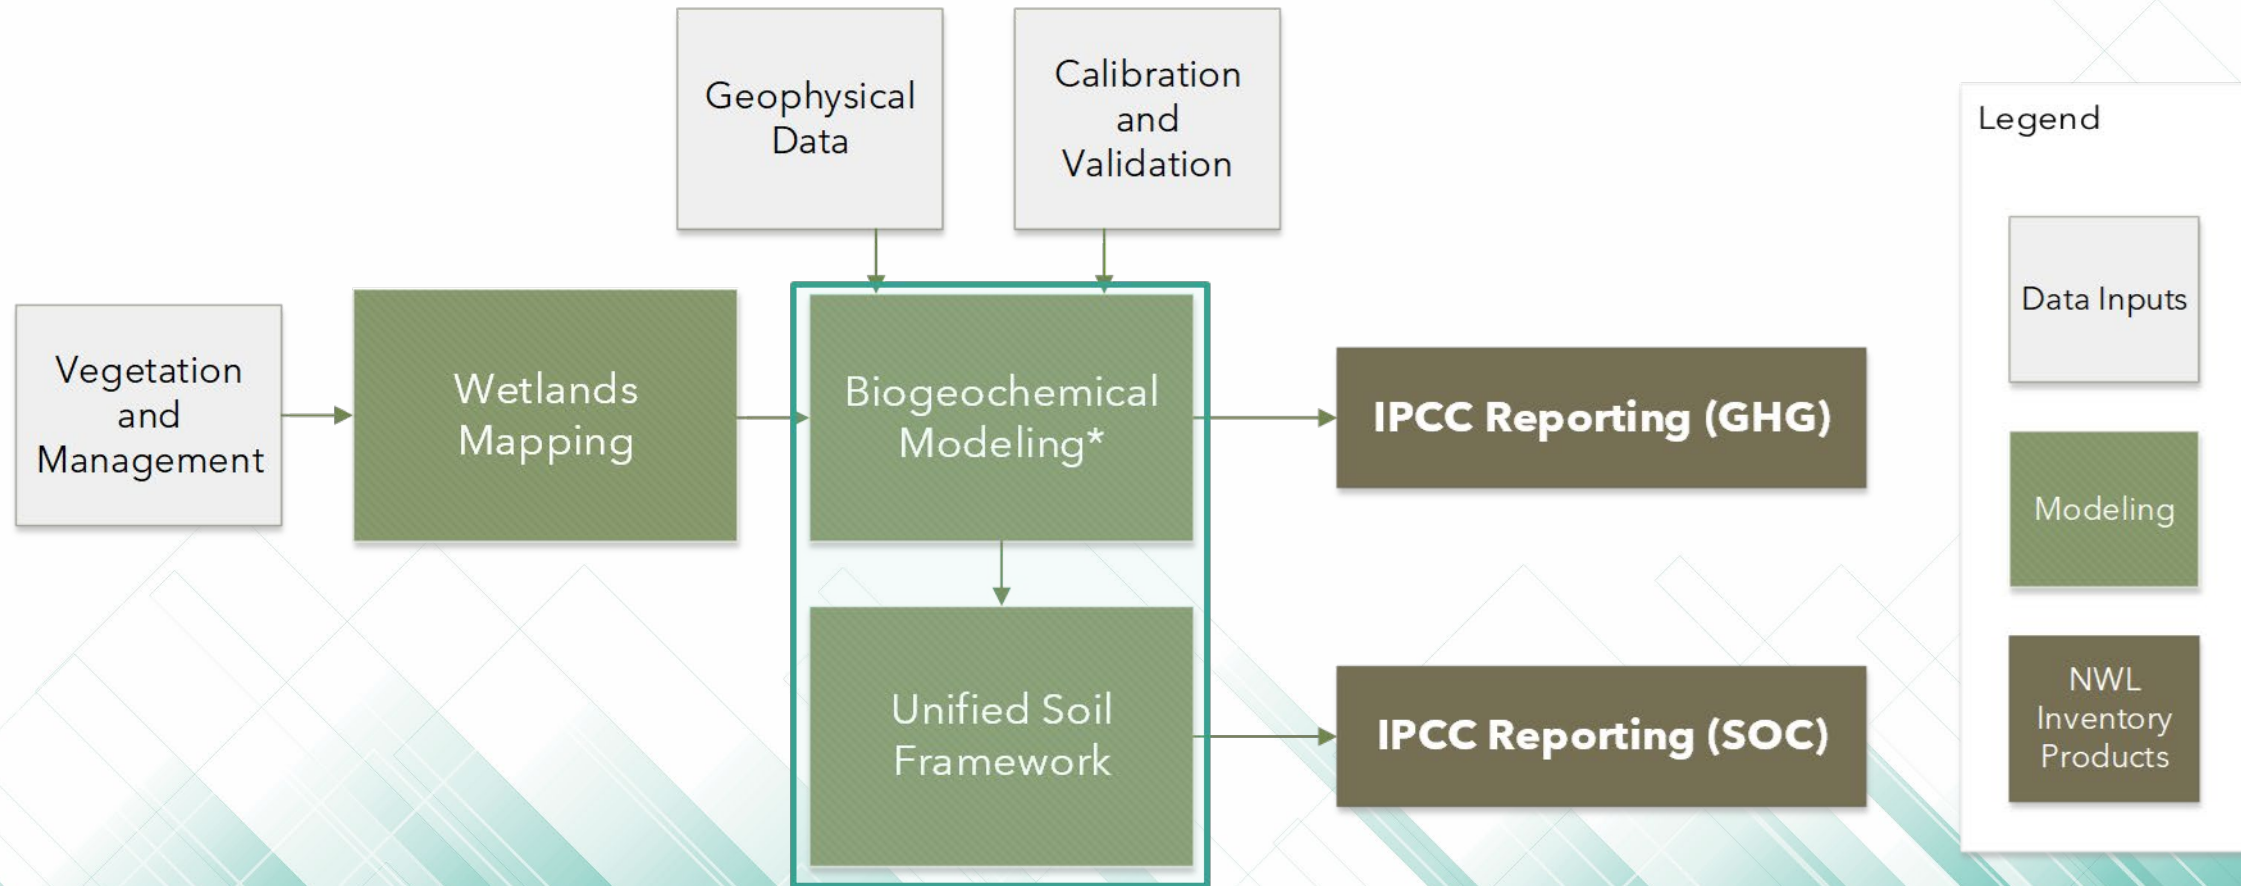 Geophysical
Data
Calibration
and
Validation
Legend
Data Inputs
Vegetation
and
Management
Wetlands
Mapping
Biogeochemical
Modeling*
IPCC Reporting (GHG)
Modeling
Unified Soil
Framework
IPCC Reporting (SOC)
NWL
Inventory
Products